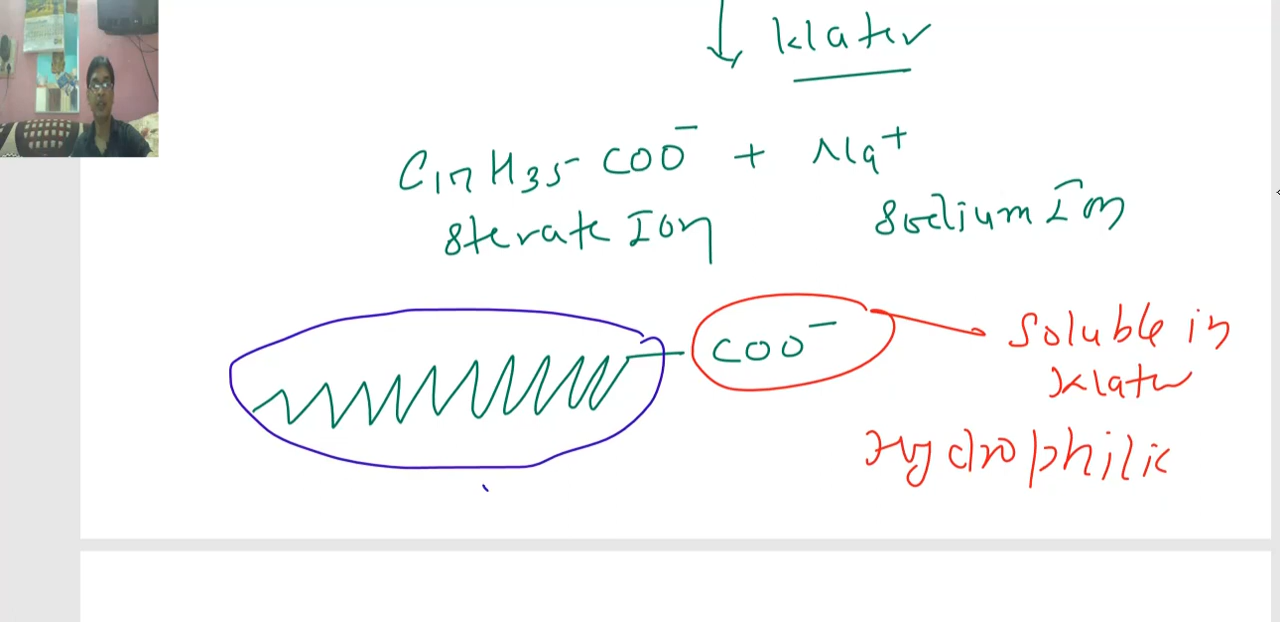 ↓ Water
C17H35-COO⁻ + Na⁺
Sterate Ion Sodium Ion
COO⁻
Soluble in
Water
Hydrophilic